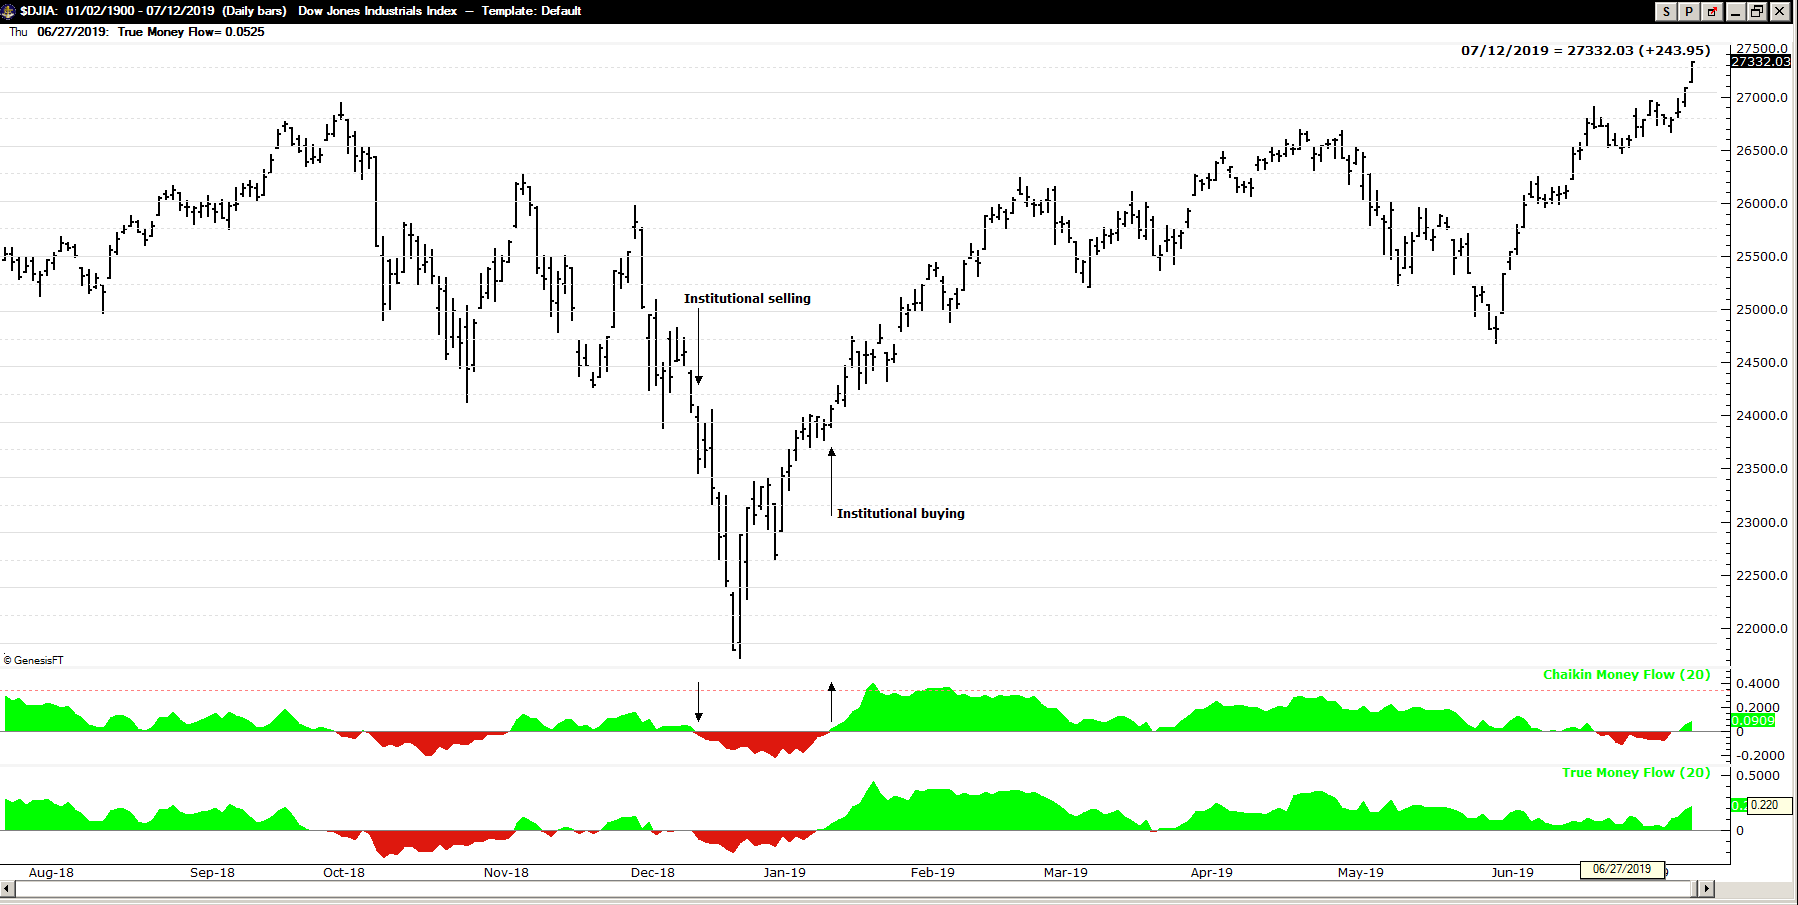 $DJIA: 01/02/1900 - 07/12/2019 (Daily bars) Dow Jones Industrials Index — Template: Default
S P
Thu 06/27/2019: True Money Flow= 0.0525
07/12/2019 = 27332.03 (+243.95)
27500.0
27332.03
27000.0
26500.0
26000.0
25500.0
25000.0
24500.0
24000.0
23500.0
23000.0
22500.0
22000.0
Institutional selling
Institutional buying
© GenesisFT
Chaikin Money Flow (20)
0.4000
0.2000
0.0909
0
-0.2000
True Money Flow (20)
0.5000
0.220
0
Aug-18 Sep-18 Oct-18 Nov-18 Dec-18 Jan-19 Feb-19 Mar-19 Apr-19 May-19 Jun-19 06/27/2019